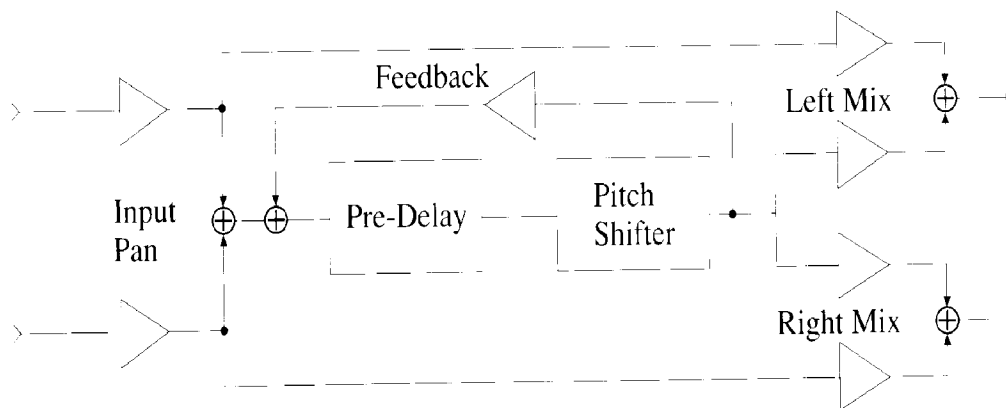 Feedback
Left Mix
Input
Pan
Pre-Delay
Pitch
Shifter
Right Mix